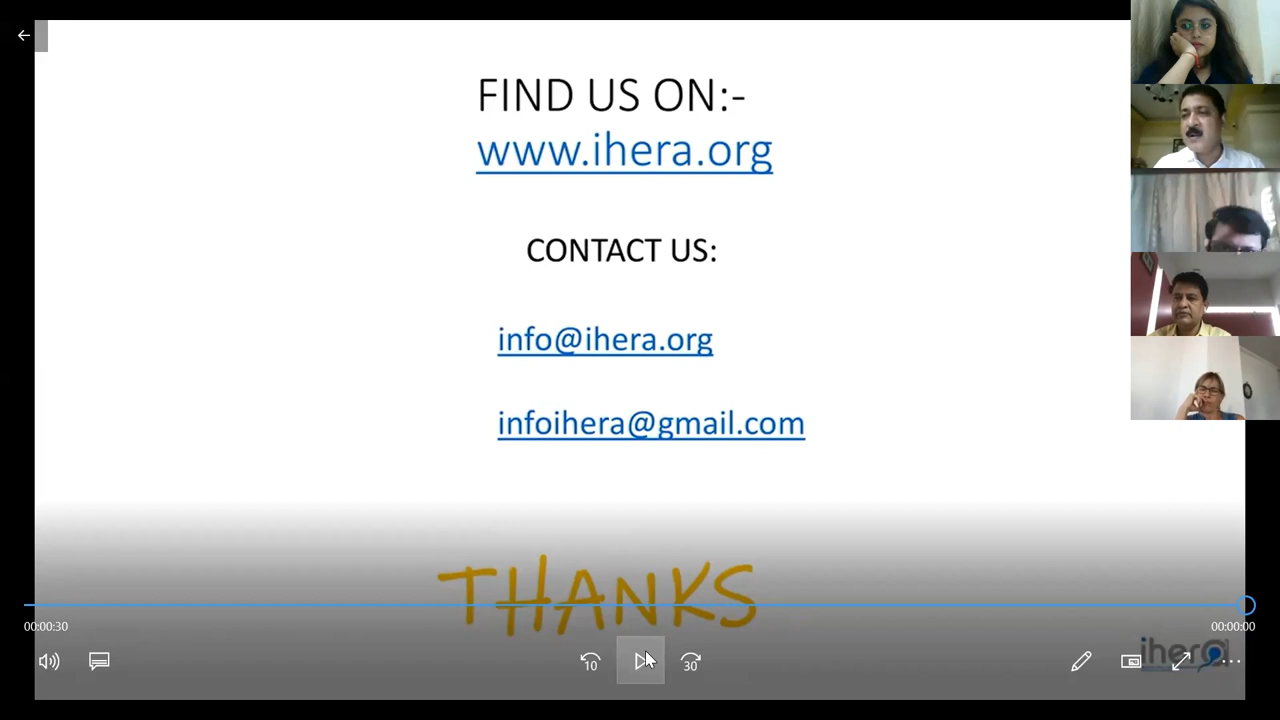 FIND US ON:-
www.ihera.org
CONTACT US:
info@ihera.org
infoihera@gmail.com
THANKS
00:00:30
00:00:00
10
30
ihera